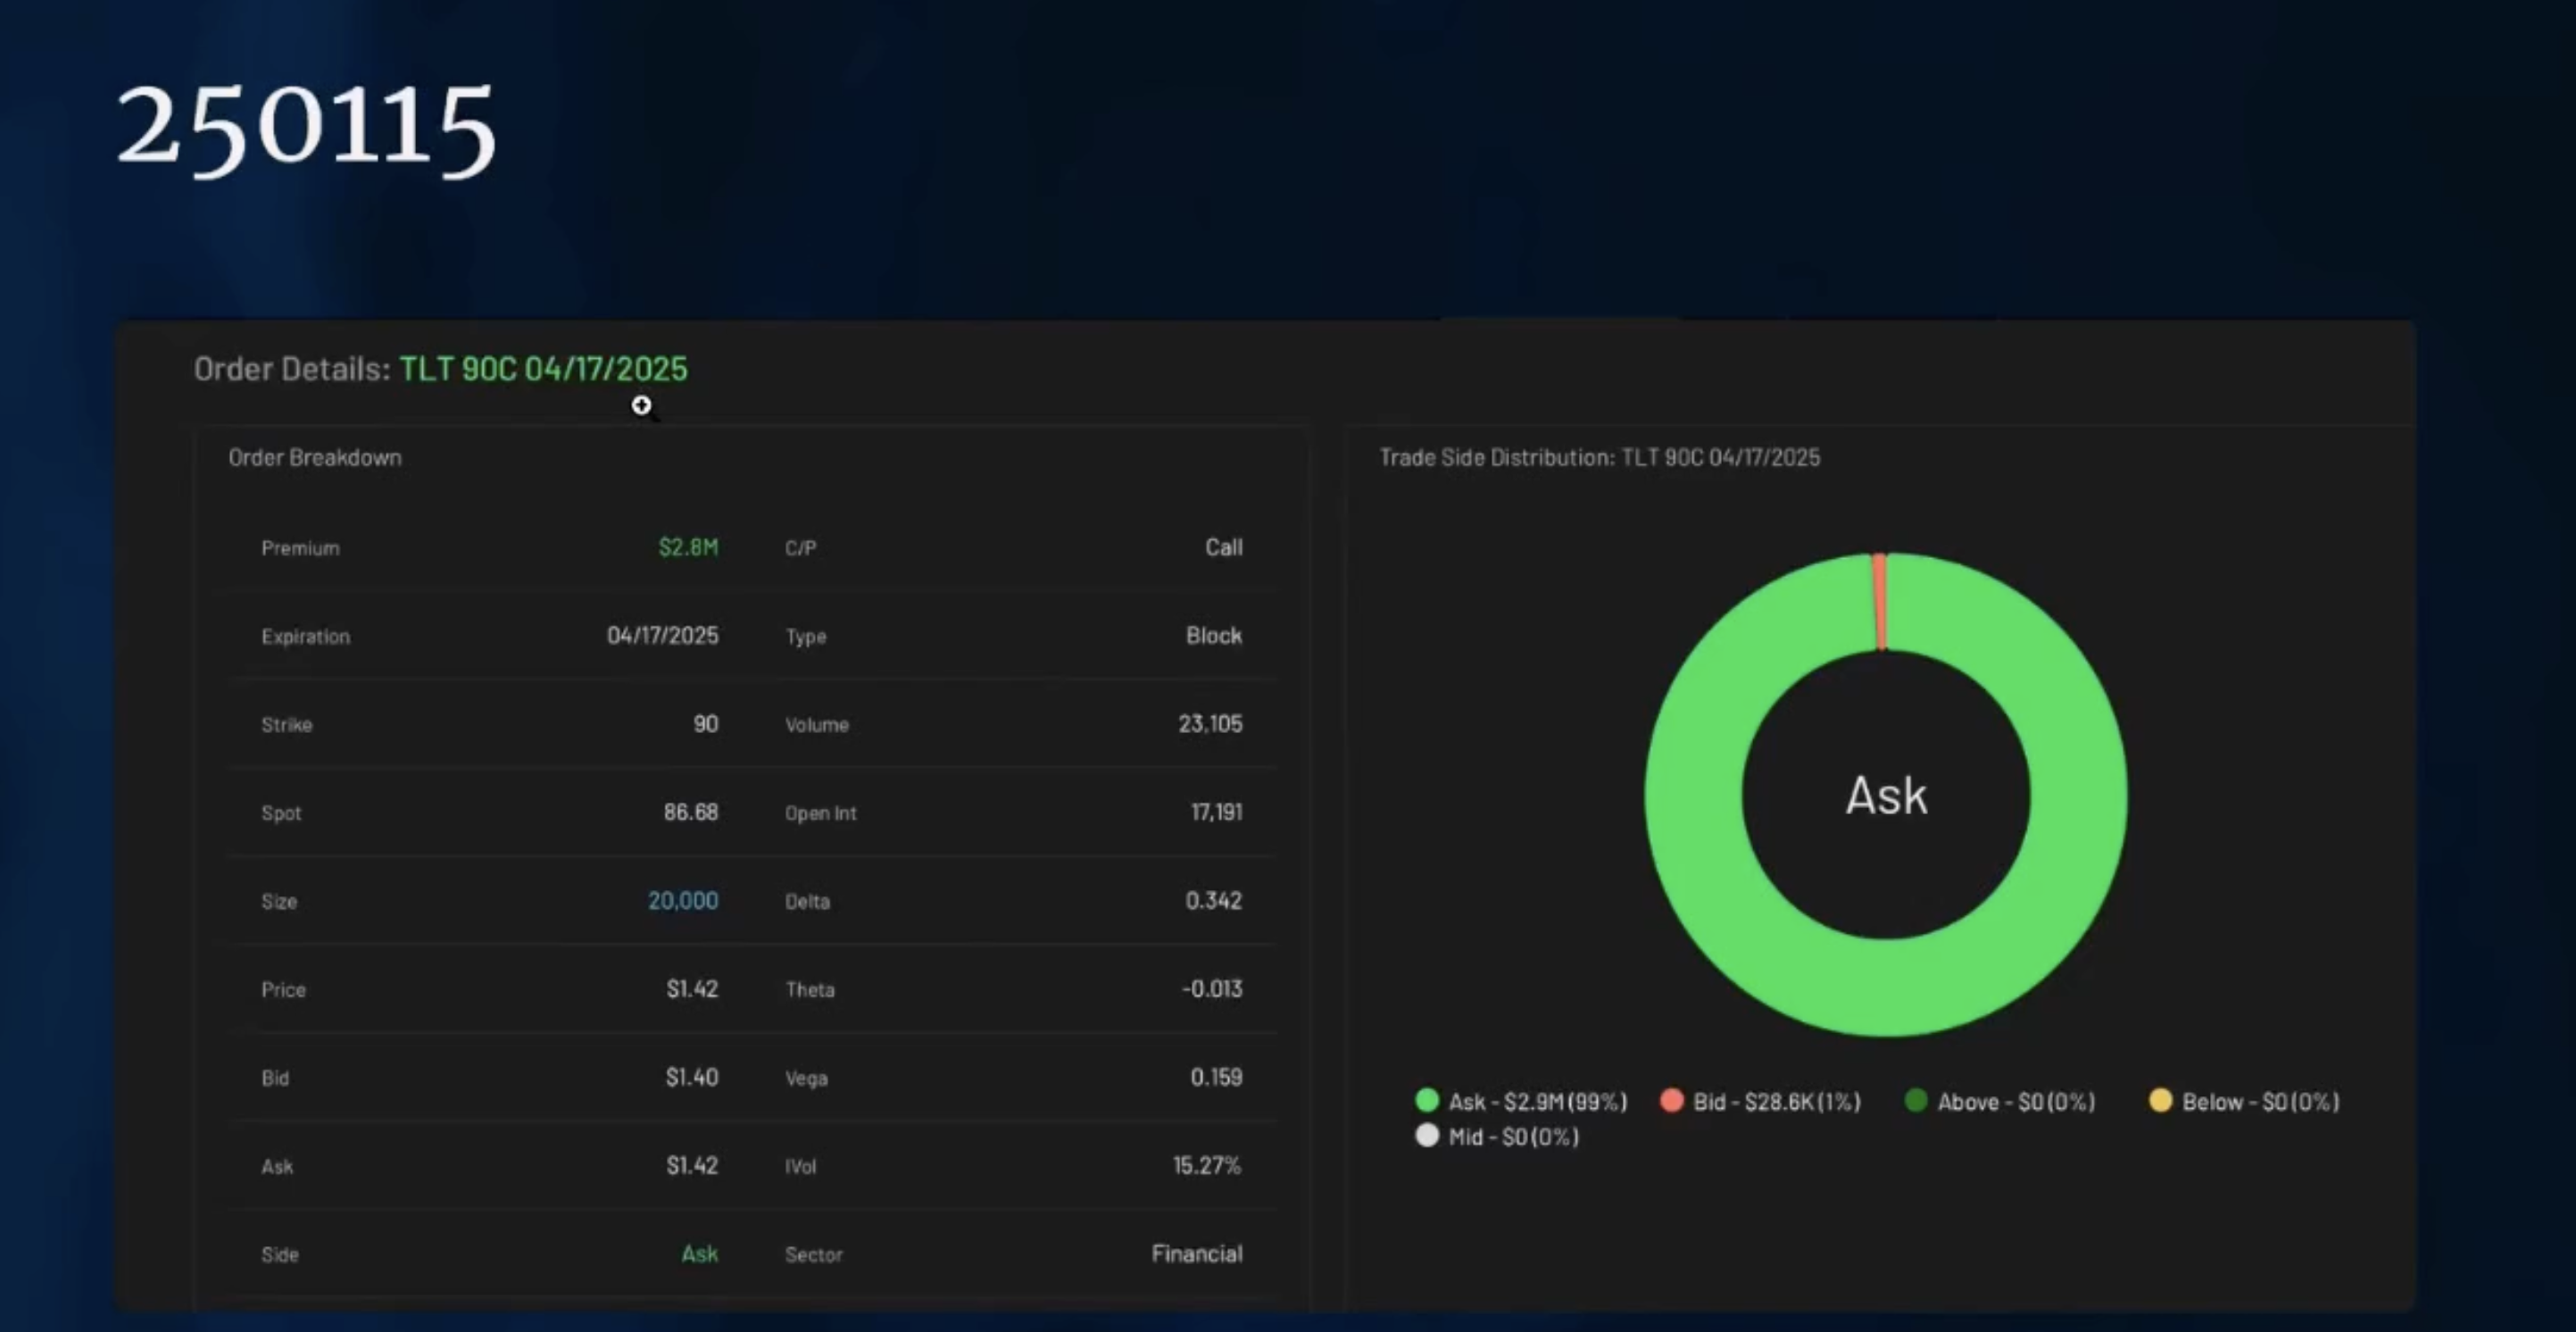 250115
Order Details: TLT 90C 04/17/2025
Order Breakdown
Premium $2.8M C/P Call
Expiration 04/17/2025 Type Block
Strike 90 Volume 23,105
Spot 86.68 Open Int 17,191
Size 20,000 Delta 0.342
Price $1.42 Theta -0.013
Bid $1.40 Vega 0.159
Ask $1.42 IVol 15.27%
Side Ask Sector Financial
Trade Side Distribution: TLT 90C 04/17/2025
Ask
Ask - $2.9M (99%) Bid - $28.6K (1%) Above - $0 (0%) Below - $0 (0%)
Mid - $0 (0%)